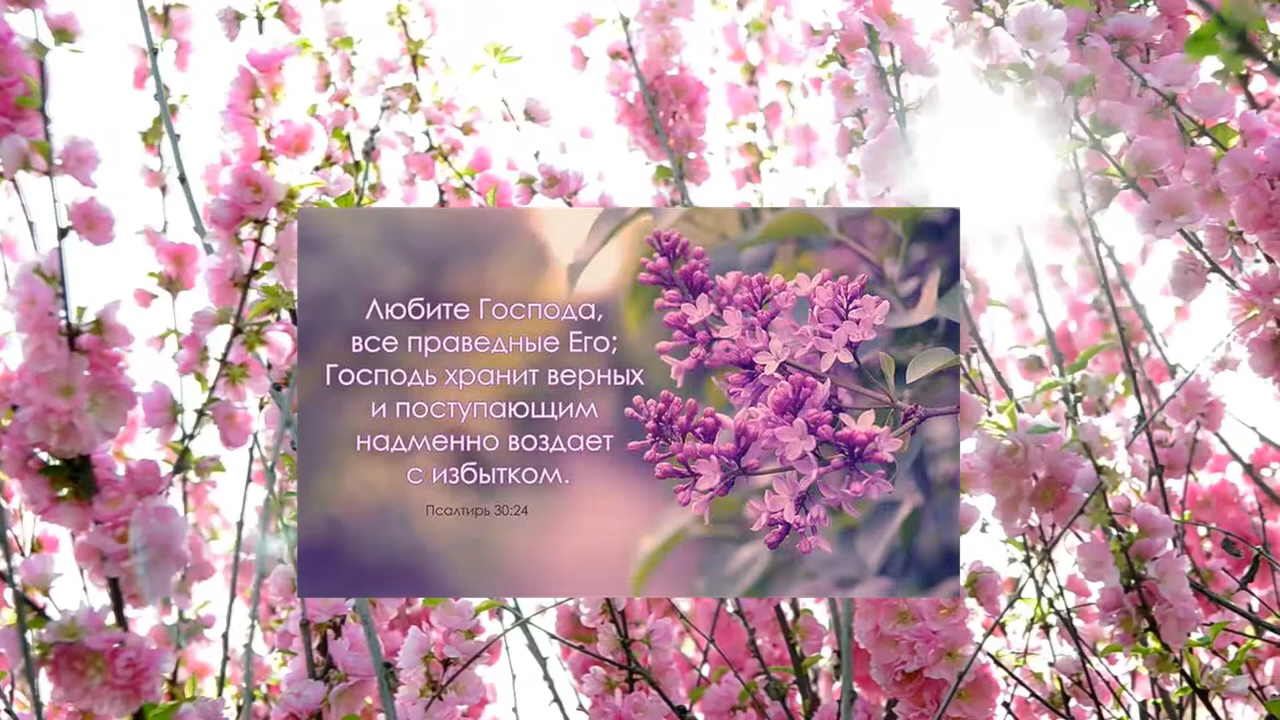 Любите Господа,
все праведные Его;
Господь хранит верных
и поступающим
надменно воздает
с избытком.
Псалтирь 30:24